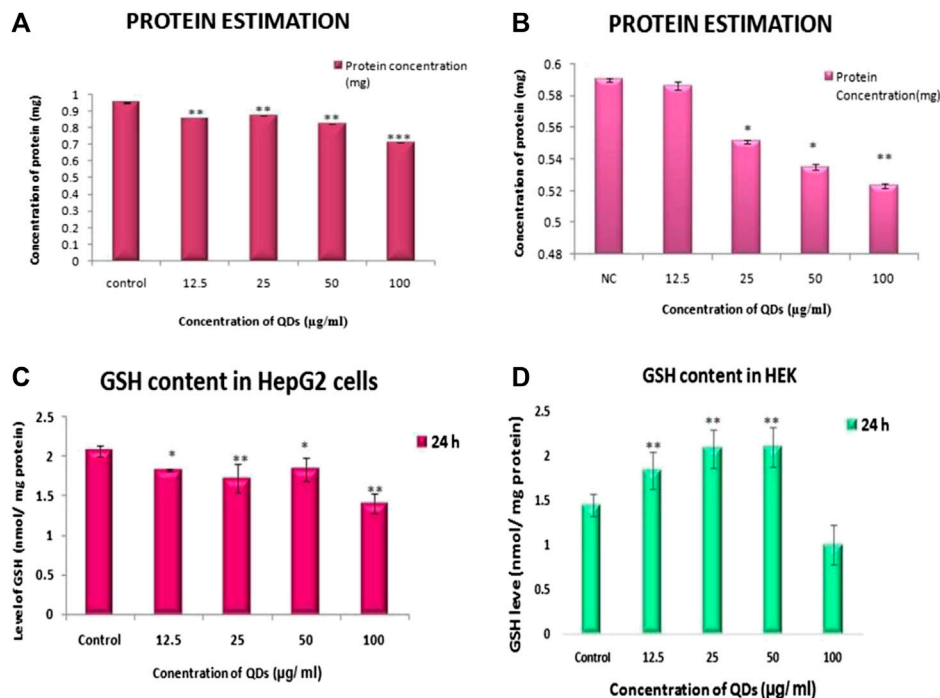 A
PROTEIN ESTIMATION
Protein concentration
(mg)
Concentration of protein (mg)
1
0.9
0.8
0.7
0.6
0.5
0.4
0.3
0.2
0.1
0
**
**
**
***
control 12.5 25 50 100
Concentration of QDs (µg/ml)
B
PROTEIN ESTIMATION
Protein
Concentration(mg)
Concentration of protein (mg)
0.6
0.58
0.56
0.54
0.52
0.5
0.48
*
*
**
NC 12.5 25 50 100
Concentration of QDs (µg/ml)
C
GSH content in HepG2 cells
24 h
Level of GSH (nmol/ mg protein)
2.5
2
1.5
1
0.5
0
*
**
*
**
Control 12.5 25 50 100
Conentration of QDs (µg/ ml)
D
GSH content in HEK
24 h
GSH level (nmol/ mg protein)
2.5
2
1.5
1
0.5
0
**
**
**
Control 12.5 25 50 100
Concentration of QDs (µg/ml)